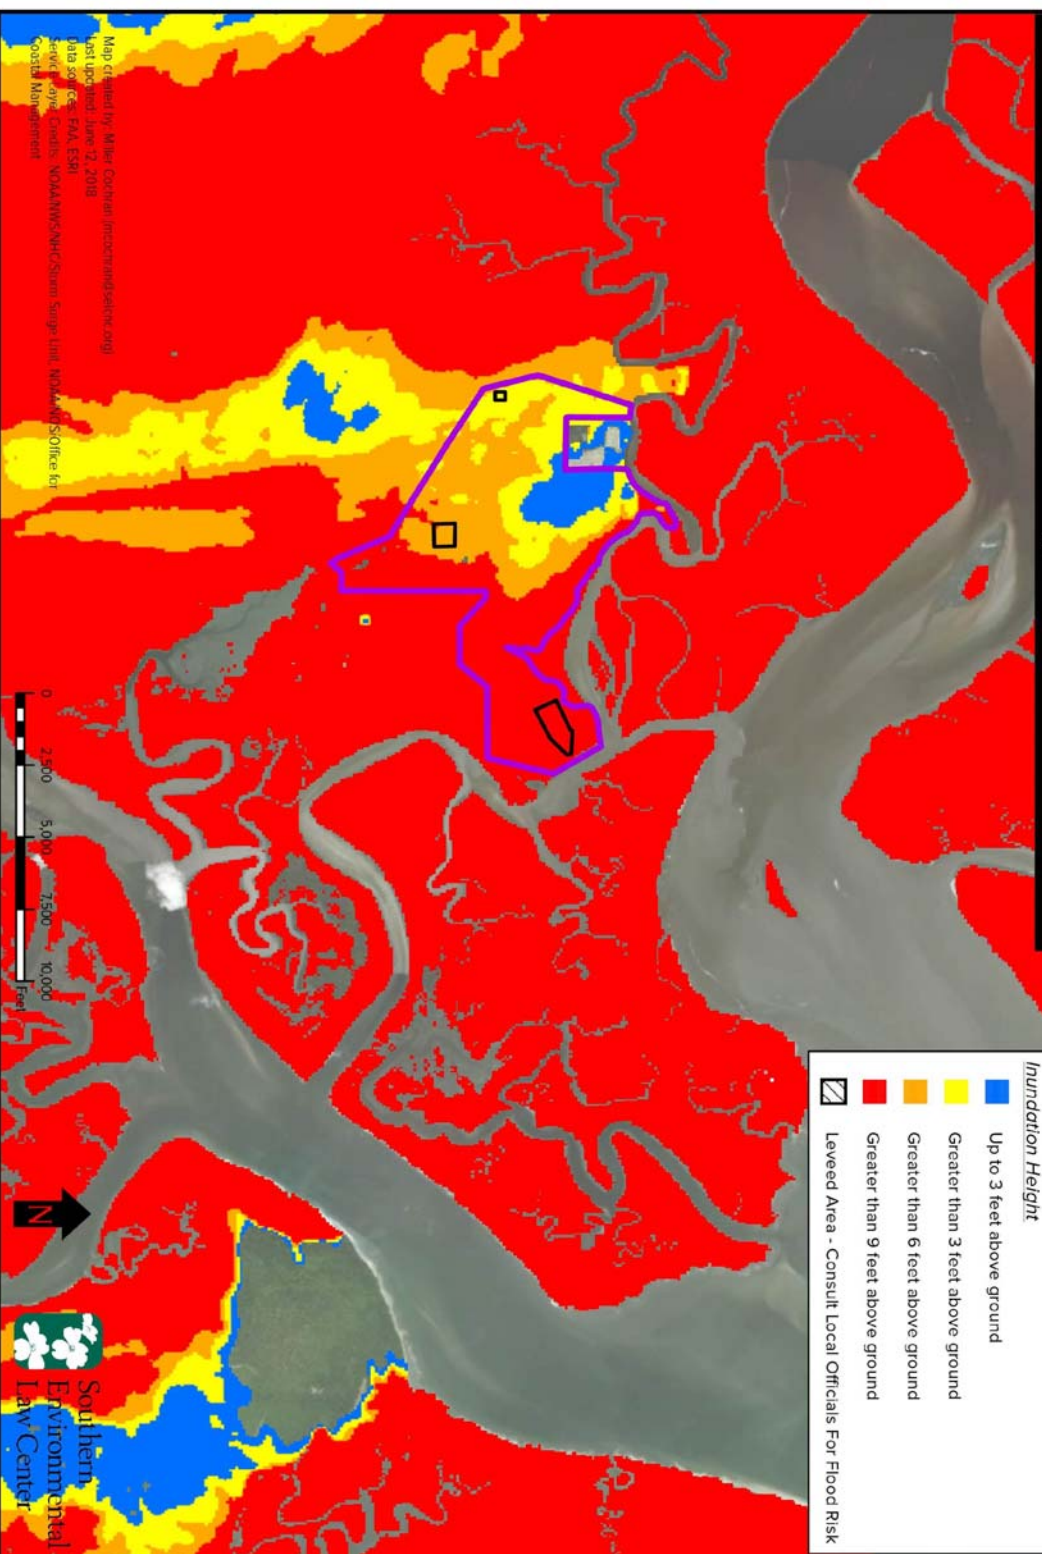 Inundation Height
Up to 3 feet above ground
Greater than 3 feet above ground
Greater than 6 feet above ground
Greater than 9 feet above ground
Leveed Area - Consult Local Officials For Flood Risk
Map created by: Miller Cochran (mcochran@selcnc.org)
Last updated: June 12, 2018
Data sources: FAA, ESRI
Service Layer Credits: NOAA/NWS/NHC/Storm Surge Unit, NOAA/NOS/Office for
Coastal Management
0 2,500 5,000 7,500 10,000
Feet
N
Southern
Environmental
Law Center